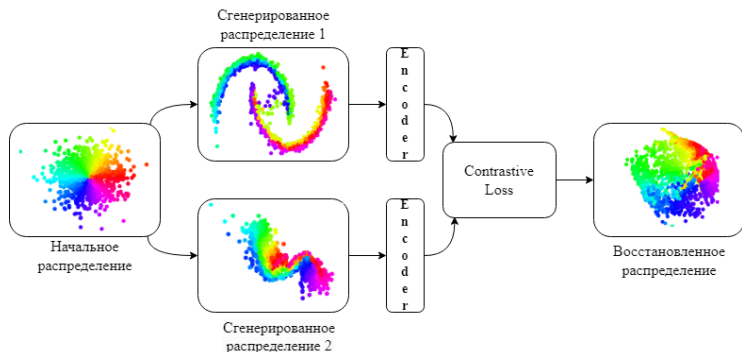 Сгенерированное
распределение 1
E
n
c
o
d
e
r
Начальное
распределение
Contrastive
Loss
Восстановленное
распределение
E
n
c
o
d
e
r
Сгенерированное
распределение 2